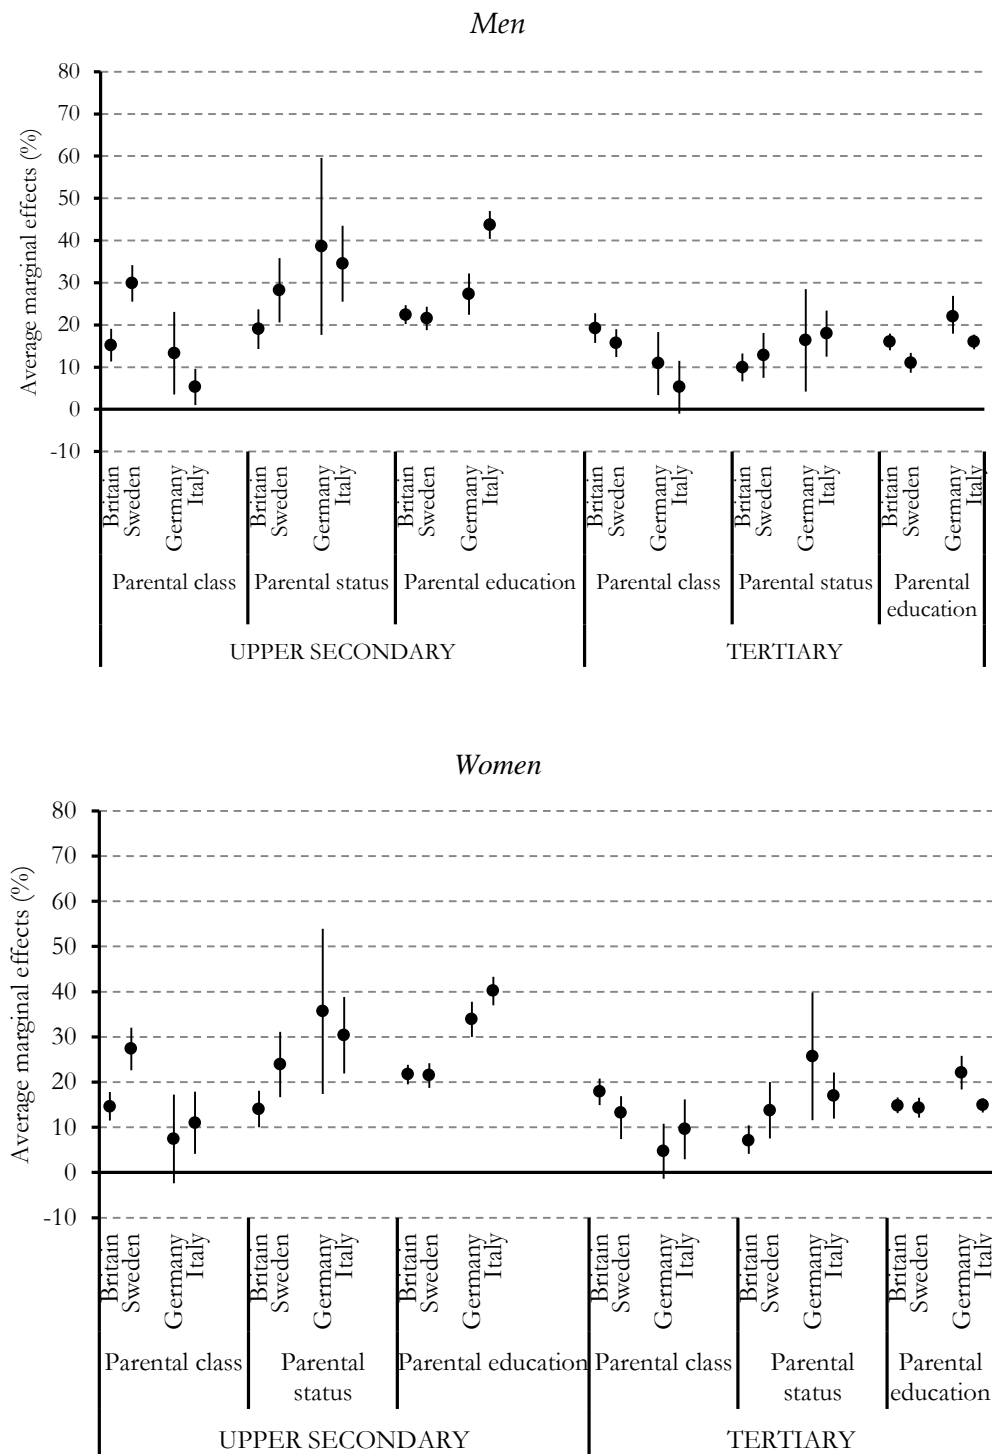 Men
Average marginal effects (%)
80
70
60
50
40
30
20
10
0
-10
Britain
Sweden
Germany
Italy
Britain
Sweden
Germany
Italy
Britain
Sweden
Germany
Italy
Britain
Sweden
Germany
Italy
Britain
Sweden
Germany
Italy
Britain
Sweden
Germany
Italy
Parental class
Parental status
Parental education
Parental class
Parental status
Parental
education
UPPER SECONDARY
TERTIARY
Women
Average marginal effects (%)
80
70
60
50
40
30
20
10
0
-10
Britain
Sweden
Germany
Italy
Britain
Sweden
Germany
Italy
Britain
Sweden
Germany
Italy
Britain
Sweden
Germany
Italy
Britain
Sweden
Germany
Italy
Britain
Sweden
Germany
Italy
Parental class
Parental
status
Parental education
Parental class
Parental
status
Parental
education
UPPER SECONDARY
TERTIARY